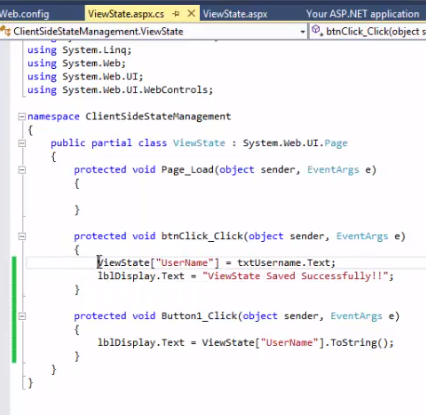 Web.config
ViewState.aspx.cs
ViewState.aspx
Your ASP.NET application
ClientSideStateManagement.ViewState
btnClick_Click(object s
using System.Linq;
using System.Web;
using System.Web.UI;
using System.Web.UI.WebControls;
namespace ClientSideStateManagement
{
public partial class ViewState : System.Web.UI.Page
{
protected void Page_Load(object sender, EventArgs e)
{
}
protected void btnClick_Click(object sender, EventArgs e)
{
ViewState["UserName"] = txtUsername.Text;
lblDisplay.Text = "ViewState Saved Successfully!!";
}
protected void Button1_Click(object sender, EventArgs e)
{
lblDisplay.Text = ViewState["UserName"].ToString();
}
}
}